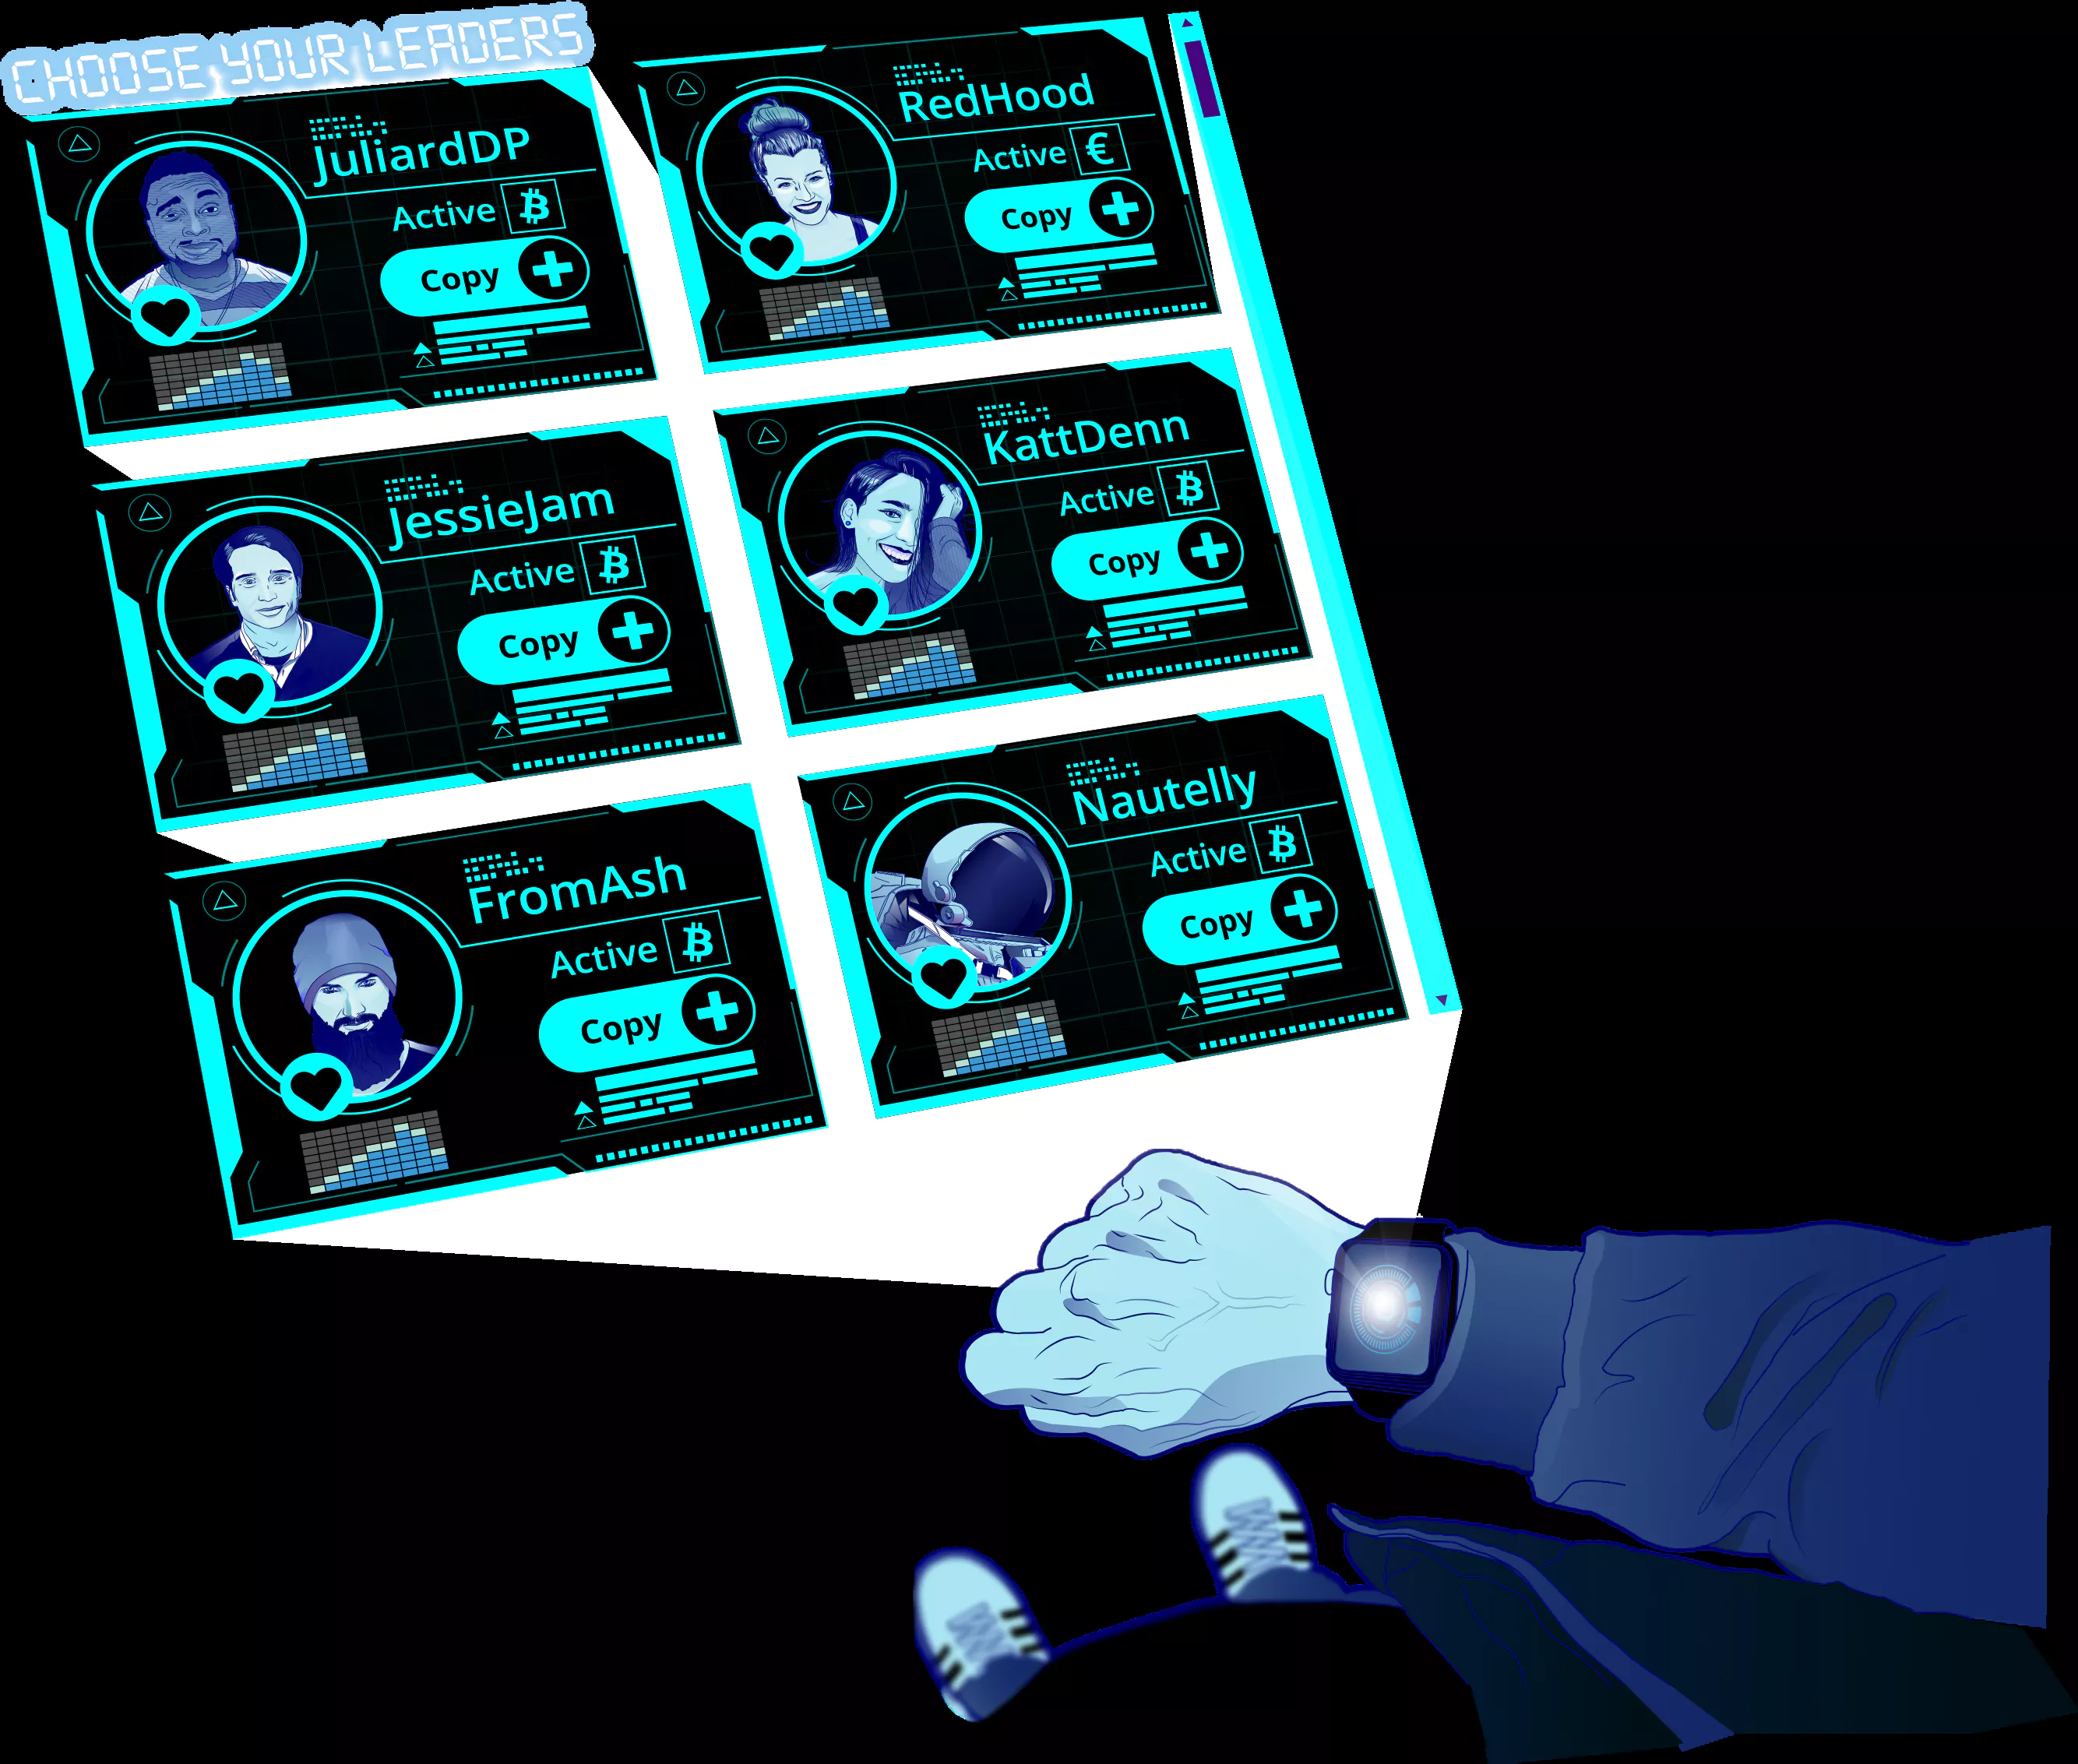 CHOOSE YOUR LEADERS
JuliardDP
Active ₿
Copy
RedHood
Active €
Copy
JessieJam
Active ₿
Copy
KattDenn
Active ₿
Copy
FromAsh
Active ₿
Copy
Nautelly
Active ₿
Copy